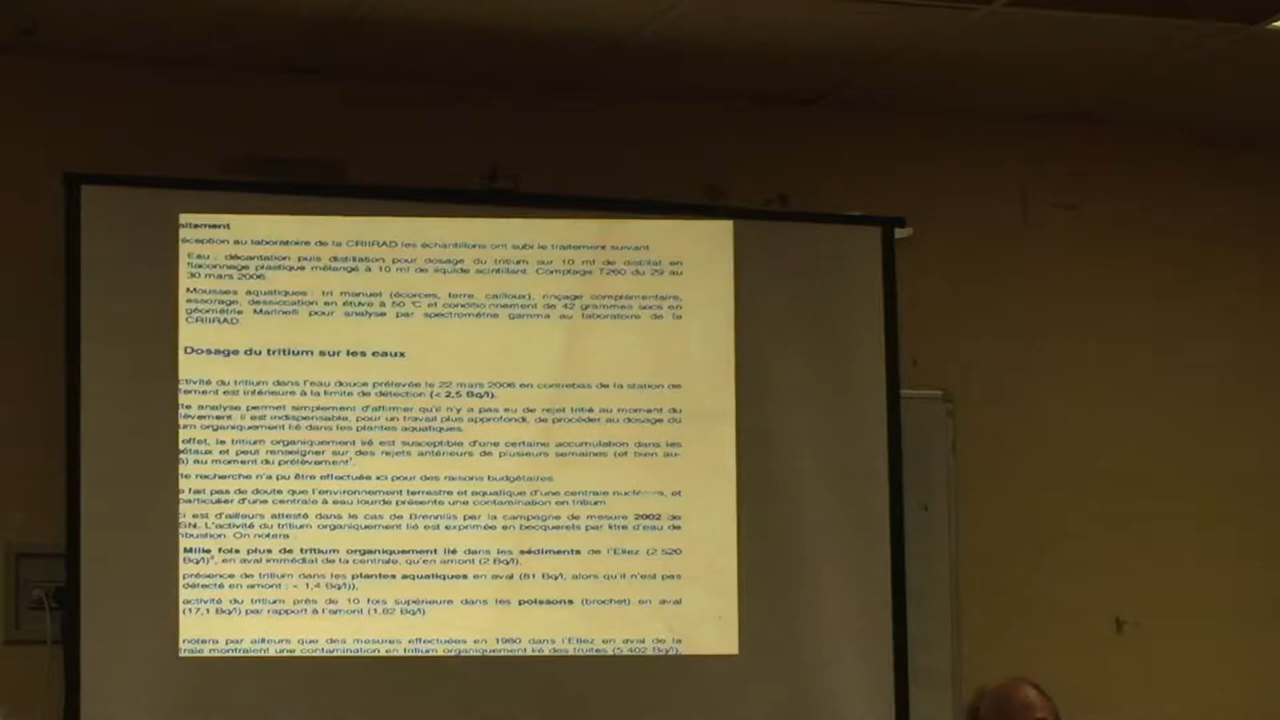 aitement
éception au laboratoire de la CRIIRAD les échantillons ont subi le traitement suivant
Eau : décantation puis distillation pour dosage du tritium sur 10 ml de distillat en
flaconnage plastique mélangé à 10 ml de liquide scintillant. Comptage T260 du 29 au
30 mars 2006.
Mousses aquatiques : tri manuel (écorces, terre, cailloux), rinçage complémentaire,
essorage, dessiccation en étuve à 50 °C et conditionnement de 42 grammes secs en
géométrie Marinelli pour analyse par spectrométrie gamma au laboratoire de la
CRIIRAD.
Dosage du tritium sur les eaux
ctivité du tritium dans l'eau douce prélevée le 22 mars 2006 en contrebas de la station de
tement est inférieure à la limite de détection (< 2,5 Bq/l).
te analyse permet simplement d'affirmer qu'il n'y a pas eu de rejet tritié au moment du
lèvement. Il est indispensable, pour un travail plus approfondi, de procéder au dosage du
um organiquement lié dans les plantes aquatiques.
effet, le tritium organiquement lié est susceptible d'une certaine accumulation dans les
étaux et peut renseigner sur des rejets antérieurs de plusieurs semaines (et bien au-
à) au moment du prélèvement
te recherche n'a pu être effectuée ici pour des raisons budgétaires.
e fait pas de doute que l'environnement terrestre et aquatique d'une centrale nucléaire, et
particulier d'une centrale à eau lourde présente une contamination en tritium.
ci est d'ailleurs attesté dans le cas de Brennilis par la campagne de mesure 2002 de
SN. L'activité du tritium organiquement lié est exprimée en becquerels par litre d'eau de
nbustion. On notera :
Mille fois plus de tritium organiquement lié dans les sédiments de l'Ellez (2 520
Bq/l), en aval immédiat de la centrale, qu'en amont (2 Bq/l),
présence de tritium dans les plantes aquatiques en aval (81 Bq/l, alors qu'il n'est pas
détecté en amont : < 1,4 Bq/l)),
activité du tritium près de 10 fois supérieure dans les poissons (brochet) en aval
(17,1 Bq/l) par rapport à l'amont (1,82 Bq/l)
notera par ailleurs que des mesures effectuées en 1980 dans l'Ellez en aval de la
trale montraient une contamination en tritium organiquement lié des truites (5 402 Bq/l),